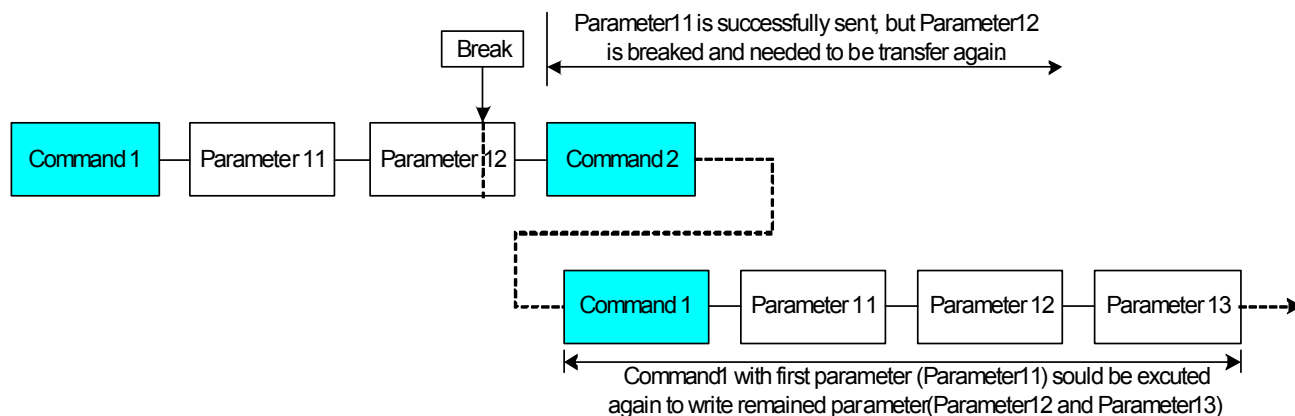 Parameter11 is successfully sent, but Parameter12
is breaked and needed to be transfer again.
Break
Command 1
Parameter 11
Parameter 12
Command 2
Command 1
Parameter 11
Parameter 12
Parameter 13
Command1 with first parameter (Parameter11) sould be excuted
again to write remained parameter(Parameter12 and Parameter13)